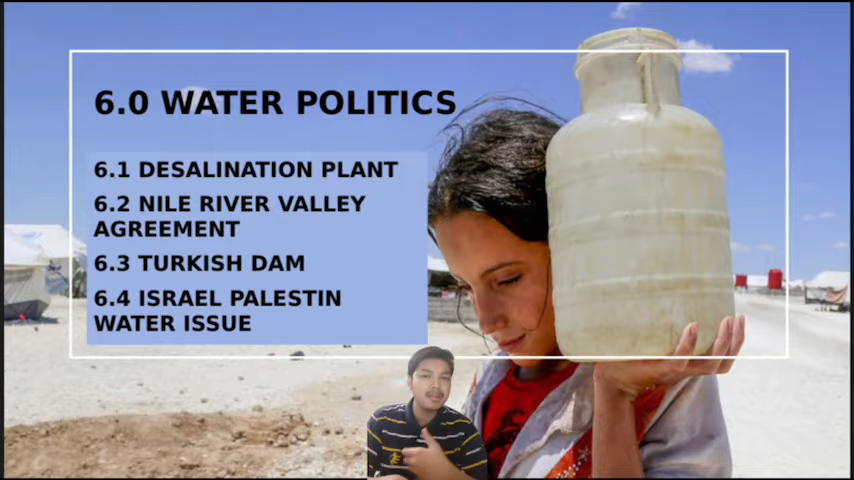 6.0 WATER POLITICS
6.1 DESALINATION PLANT
6.2 NILE RIVER VALLEY
AGREEMENT
6.3 TURKISH DAM
6.4 ISRAEL PALESTIN
WATER ISSUE